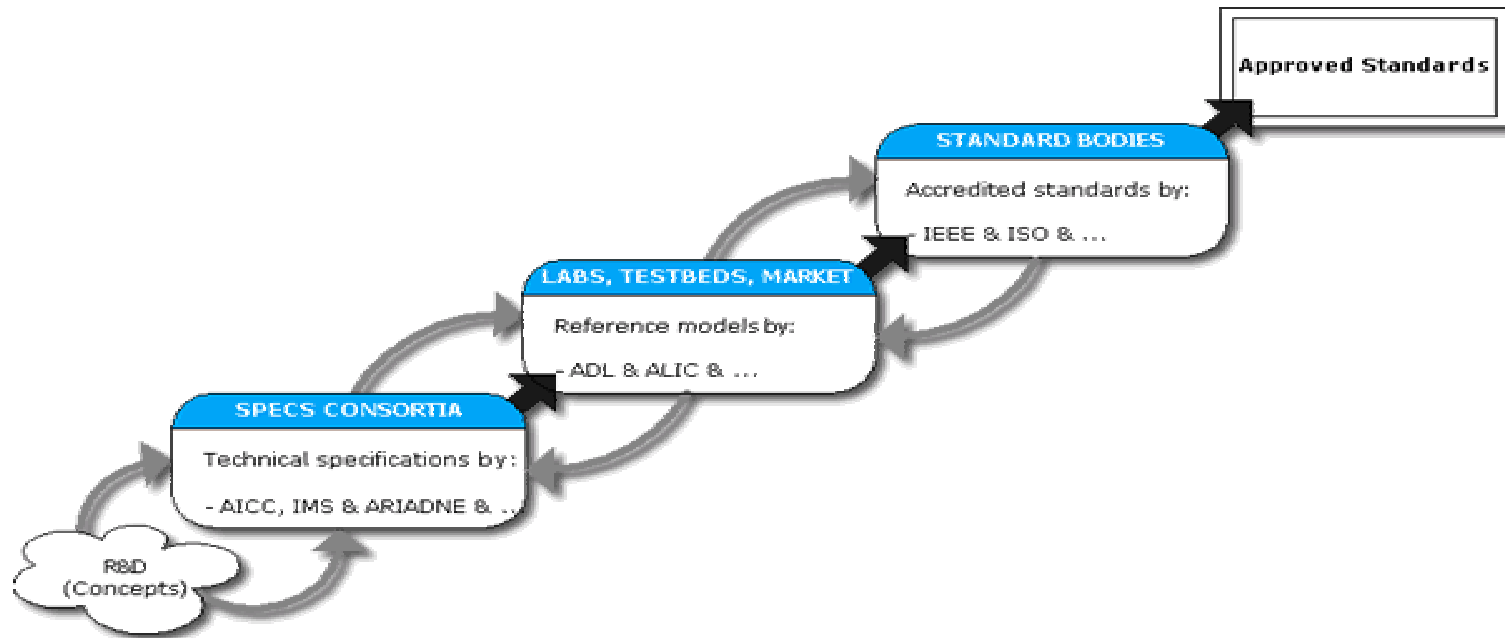 Approved Standards
STANDARD BODIES
Accredited standards by:
- IEEE & ISO & ...
LABS, TESTBEDS, MARKET
Reference models by:
- ADL & ALIC & ...
SPECS CONSORTIA
Technical specifications by:
- AICC, IMS & ARIADNE & ...
R&D
(Concepts)